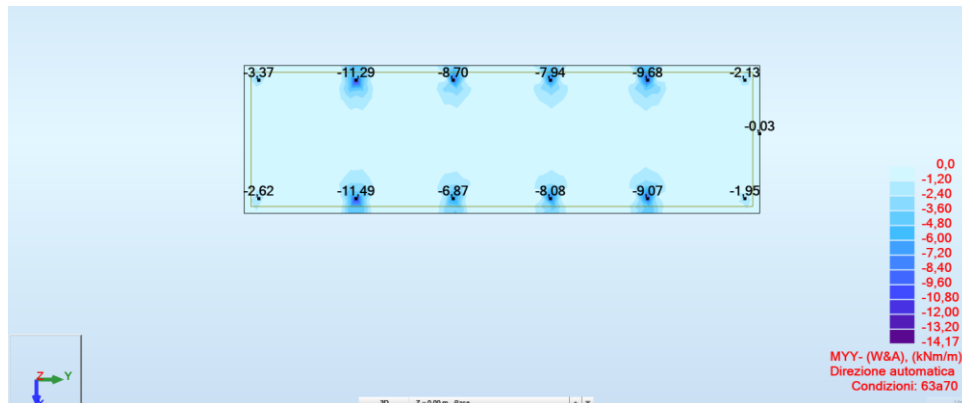 -3,37 -11,29 -8,70 -7,94 -9,68 -2,13
-0,03
-2,62 -11,49 -6,87 -8,08 -9,07 -1,95
0,0
-1,20
-2,40
-3,60
-4,80
-6,00
-7,20
-8,40
-9,60
-10,80
-12,00
-13,20
-14,17
MYY- (W&A), (kNm/m)
Direzione automatica
Condizioni: 63a70
Z Y